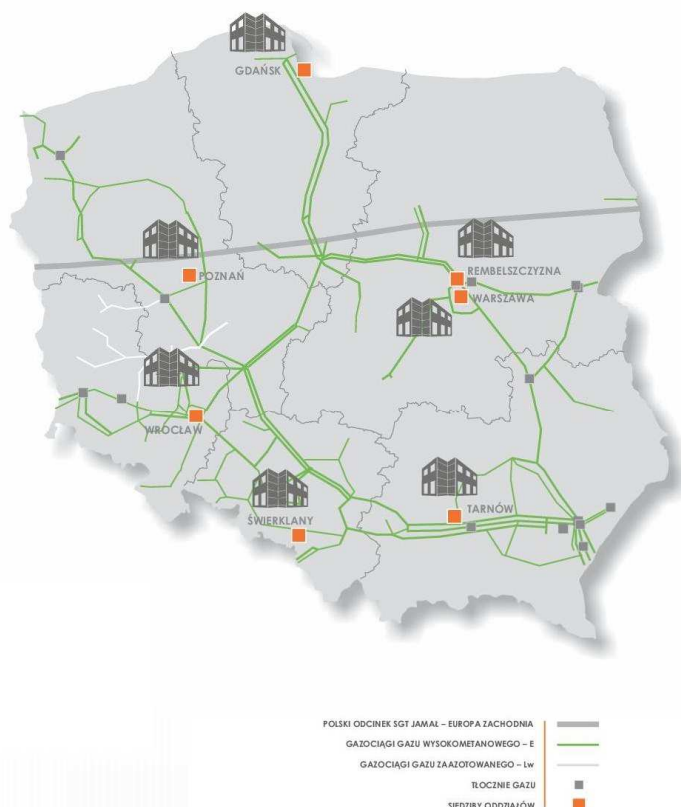 GDAŃSK
POZNAŃ
REMBELSZCZYZNA
WARSZAWA
WROCŁAW
ŚWIERKLANY
TARNÓW
POLSKI ODCINEK SGT JAMAŁ – EUROPA ZACHODNIA
GAZOCIĄGI GAZU WYSOKOMETANOWEGO – E
GAZOCIĄGI GAZU ZAAZOTOWANEGO – Lw
TŁOCZNIE GAZU
SIEDZIBY ODDZIAŁÓW